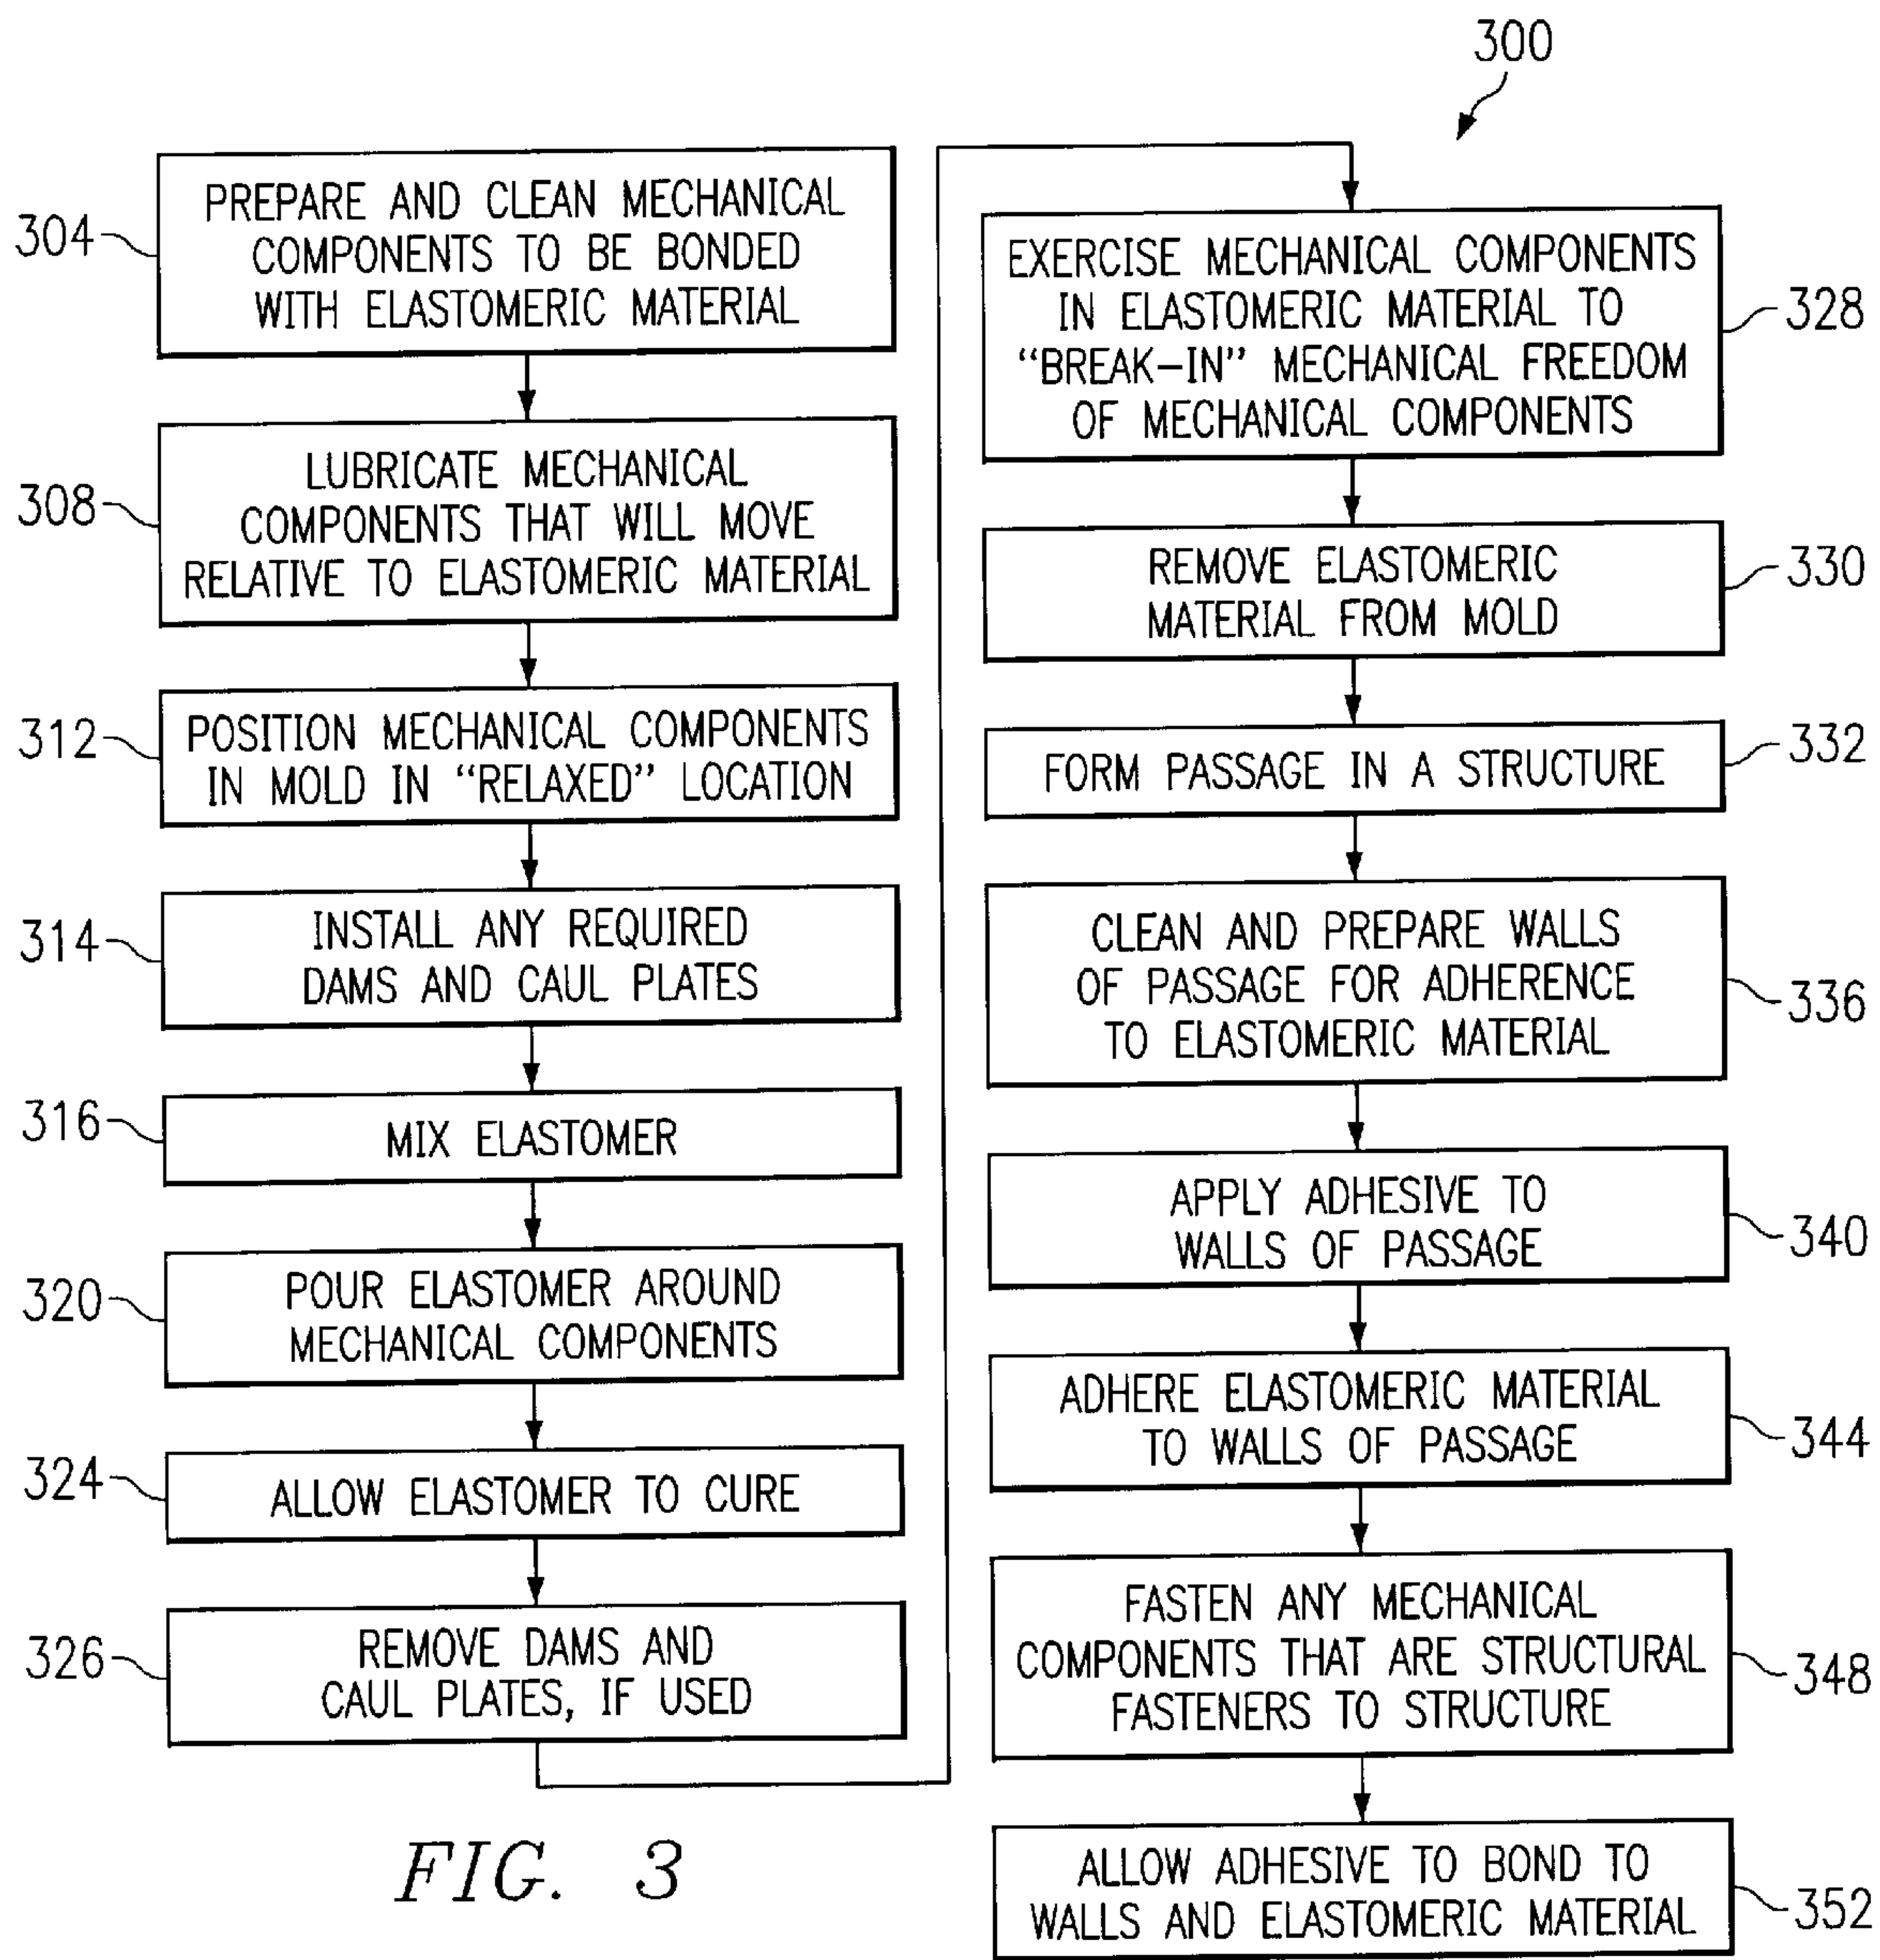 300
304
PREPARE AND CLEAN MECHANICAL
COMPONENTS TO BE BONDED
WITH ELASTOMERIC MATERIAL
308
LUBRICATE MECHANICAL
COMPONENTS THAT WILL MOVE
RELATIVE TO ELASTOMERIC MATERIAL
312
POSITION MECHANICAL COMPONENTS
IN MOLD IN “RELAXED” LOCATION
314
INSTALL ANY REQUIRED
DAMS AND CAUL PLATES
316
MIX ELASTOMER
320
POUR ELASTOMER AROUND
MECHANICAL COMPONENTS
324
ALLOW ELASTOMER TO CURE
326
REMOVE DAMS AND
CAUL PLATES, IF USED
EXERCISE MECHANICAL COMPONENTS
IN ELASTOMERIC MATERIAL TO
“BREAK–IN” MECHANICAL FREEDOM
OF MECHANICAL COMPONENTS
328
REMOVE ELASTOMERIC
MATERIAL FROM MOLD
330
FORM PASSAGE IN A STRUCTURE
332
CLEAN AND PREPARE WALLS
OF PASSAGE FOR ADHERENCE
TO ELASTOMERIC MATERIAL
336
APPLY ADHESIVE TO
WALLS OF PASSAGE
340
ADHERE ELASTOMERIC MATERIAL
TO WALLS OF PASSAGE
344
FASTEN ANY MECHANICAL
COMPONENTS THAT ARE STRUCTURAL
FASTENERS TO STRUCTURE
348
ALLOW ADHESIVE TO BOND TO
WALLS AND ELASTOMERIC MATERIAL
352
FIG. 3